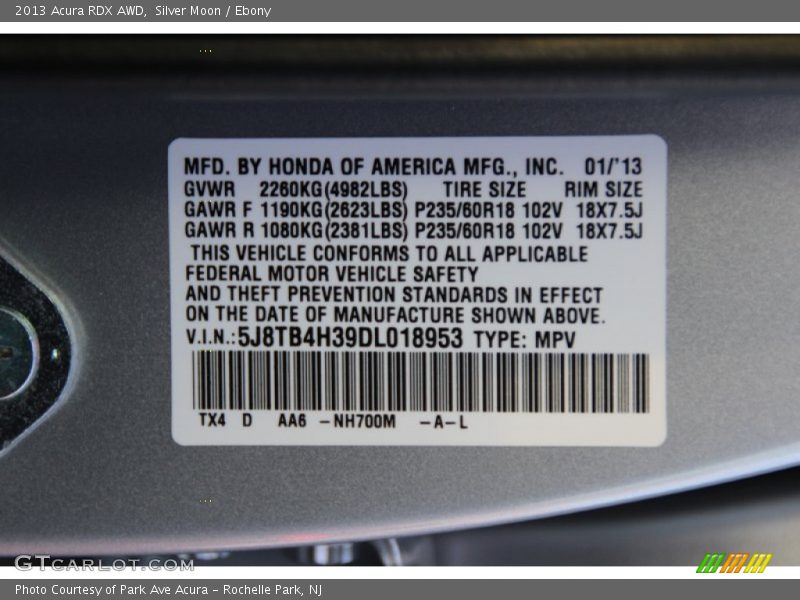 2013 Acura RDX AWD, Silver Moon / Ebony
MFD. BY HONDA OF AMERICA MFG., INC. 01/'13
GVWR 2260KG(4982LBS) TIRE SIZE RIM SIZE
GAWR F 1190KG(2623LBS) P235/60R18 102V 18X7.5J
GAWR R 1080KG(2381LBS) P235/60R18 102V 18X7.5J
THIS VEHICLE CONFORMS TO ALL APPLICABLE
FEDERAL MOTOR VEHICLE SAFETY
AND THEFT PREVENTION STANDARDS IN EFFECT
ON THE DATE OF MANUFACTURE SHOWN ABOVE.
V.I.N.:5J8TB4H39DL018953 TYPE: MPV
TX4 D AA6 -NH700M -A-L
GTCARLOT.COM
Photo Courtesy of Park Ave Acura - Rochelle Park, NJ